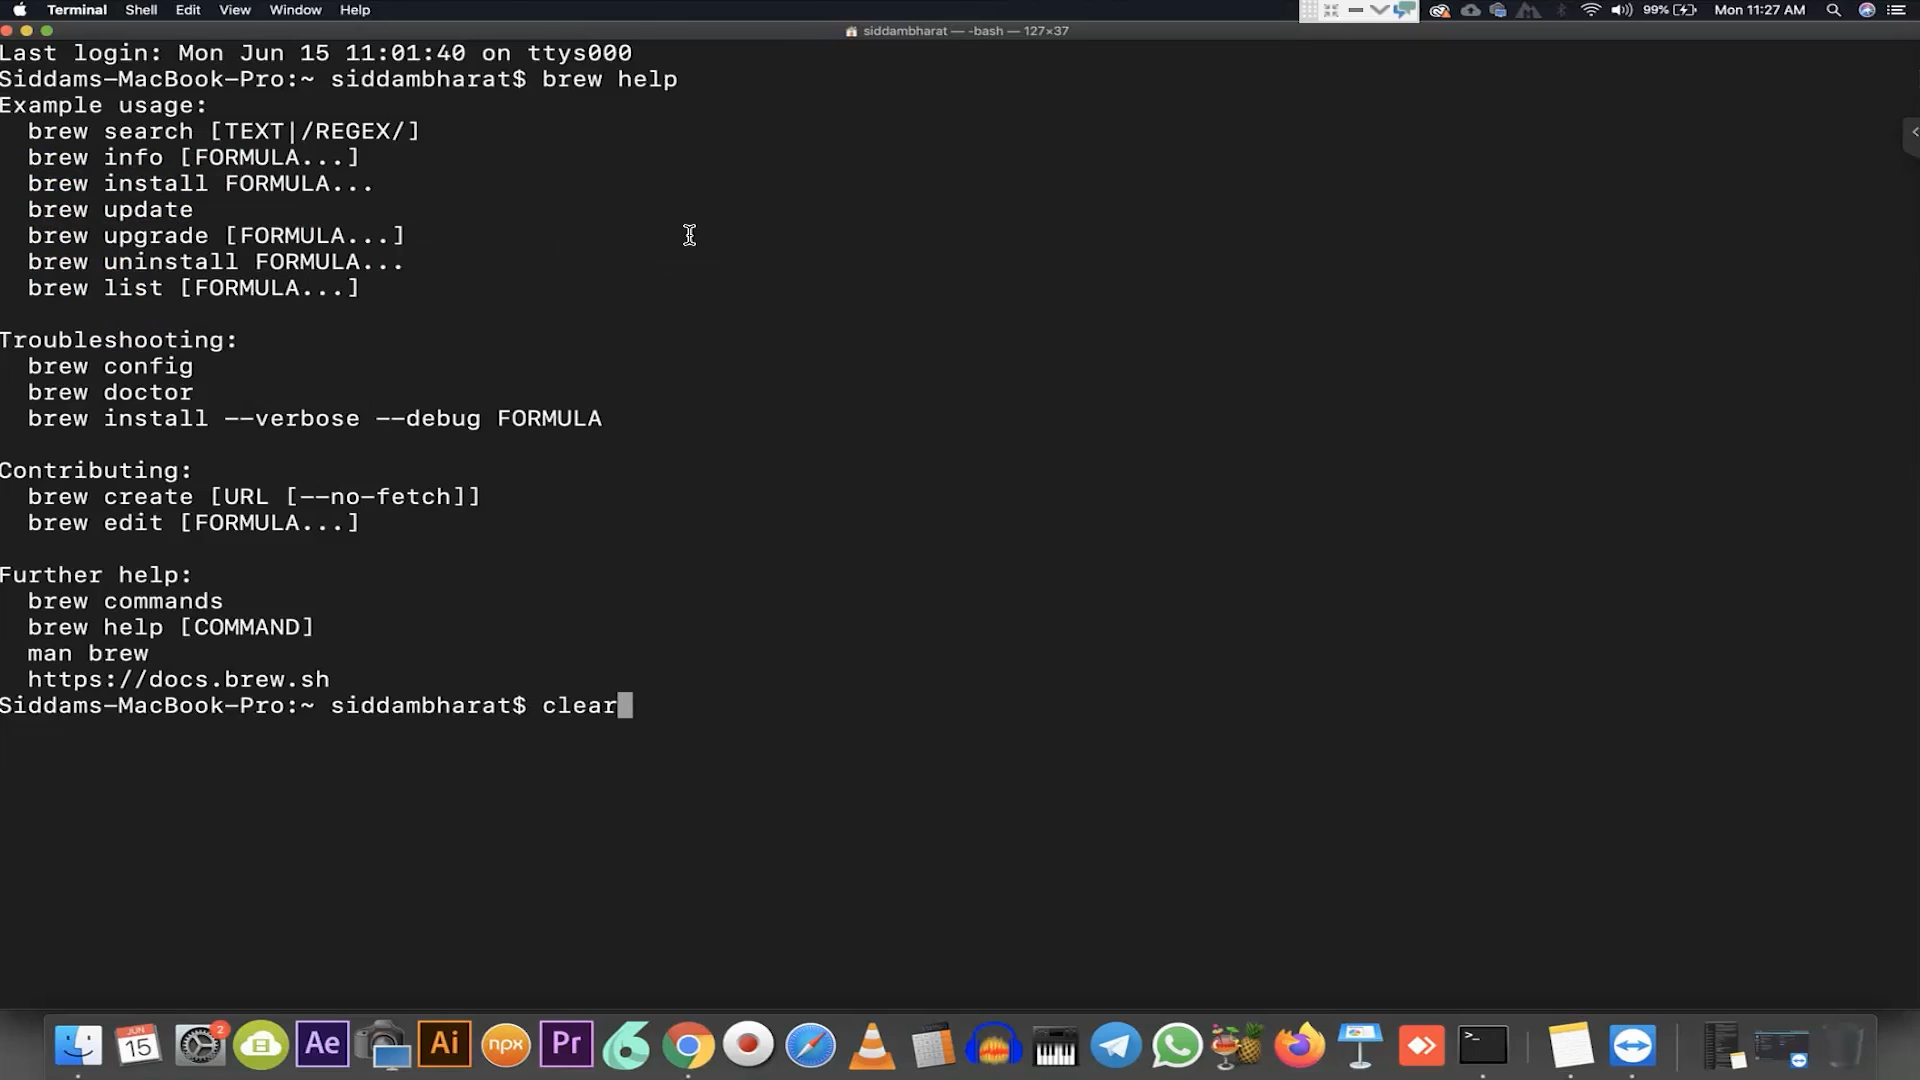 Terminal Shell Edit View Window Help 99% Mon 11:27 AM
siddambharat — -bash — 127×37
Last login: Mon Jun 15 11:01:40 on ttys000
Siddams-MacBook-Pro:~ siddambharat$ brew help
Example usage:
brew search [TEXT|/REGEX/]
brew info [FORMULA...]
brew install FORMULA...
brew update
brew upgrade [FORMULA...]
brew uninstall FORMULA...
brew list [FORMULA...]
Troubleshooting:
brew config
brew doctor
brew install --verbose --debug FORMULA
Contributing:
brew create [URL [--no-fetch]]
brew edit [FORMULA...]
Further help:
brew commands
brew help [COMMAND]
man brew
https://docs.brew.sh
Siddams-MacBook-Pro:~ siddambharat$ clear
JUN 15 2 Ae Ai npx Pr >_